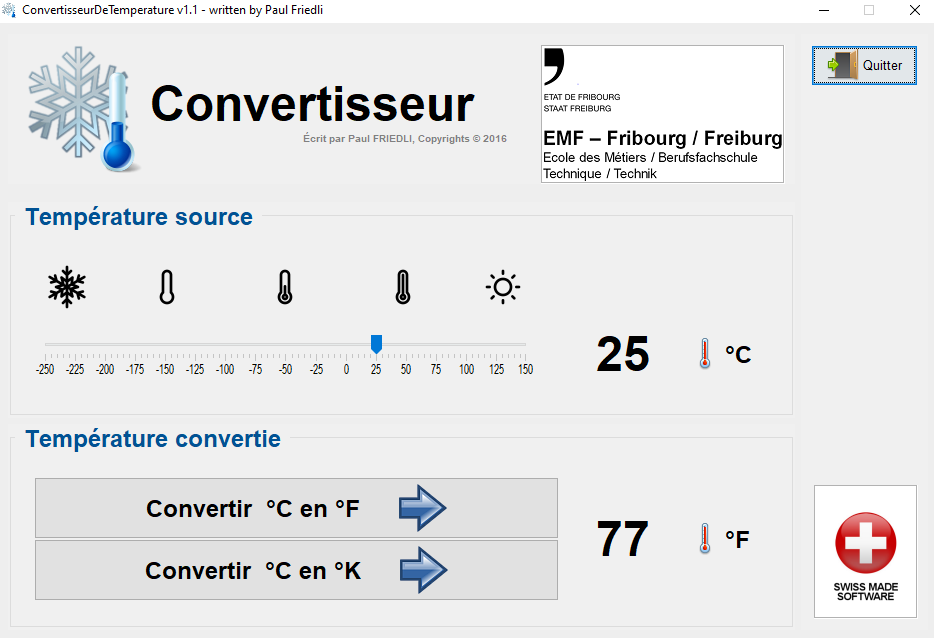 ConvertisseurDeTemperature v1.1 - written by Paul Friedli
Convertisseur
Écrit par Paul FRIEDLI, Copyrights © 2016
ETAT DE FRIBOURG
STAAT FREIBURG
EMF – Fribourg / Freiburg
Ecole des Métiers / Berufsfachschule
Technique / Technik
Quitter
Température source
-250 -225 -200 -175 -150 -125 -100 -75 -50 -25 0 25 50 75 100 125 150
25 °C
Température convertie
Convertir °C en °F
Convertir °C en °K
77 °F
SWISS MADE
SOFTWARE